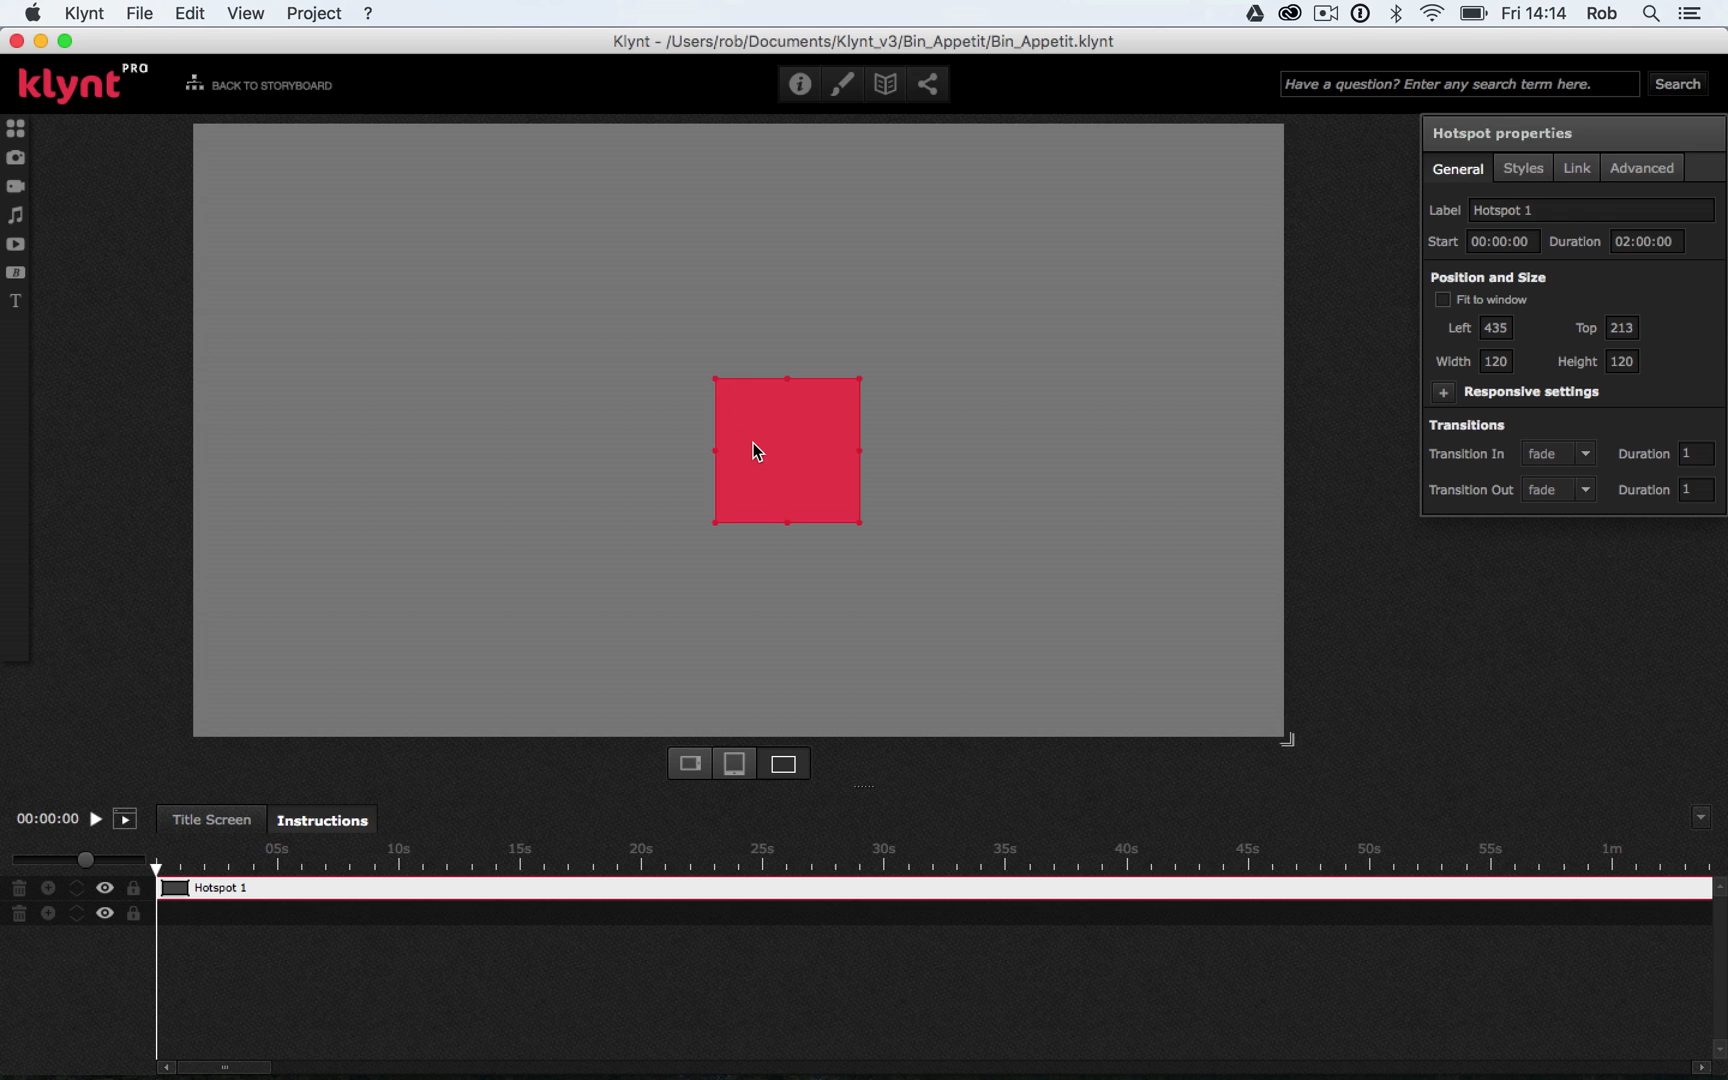 Klynt File Edit View Project ? Fri 14:14 Rob
Klynt - /Users/rob/Documents/Klynt_v3/Bin_Appetit/Bin_Appetit.klynt
klynt PRO BACK TO STORYBOARD Have a question? Enter any search term here. Search
Hotspot properties
General Styles Link Advanced
Label Hotspot 1
Start 00:00:00 Duration 02:00:00
Position and Size
Fit to window
Left 435 Top 213
Width 120 Height 120
+ Responsive settings
Transitions
Transition In fade Duration 1
Transition Out fade Duration 1
T
00:00:00 Title Screen Instructions
05s 10s 15s 20s 25s 30s 35s 40s 45s 50s 55s 1m
Hotspot 1